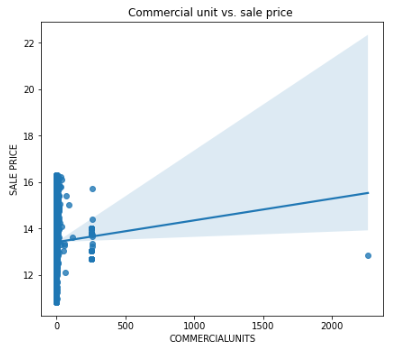 Commercial unit vs. sale price
22
20
18
16
14
12
SALE PRICE
0 500 1000 1500 2000
COMMERCIALUNITS